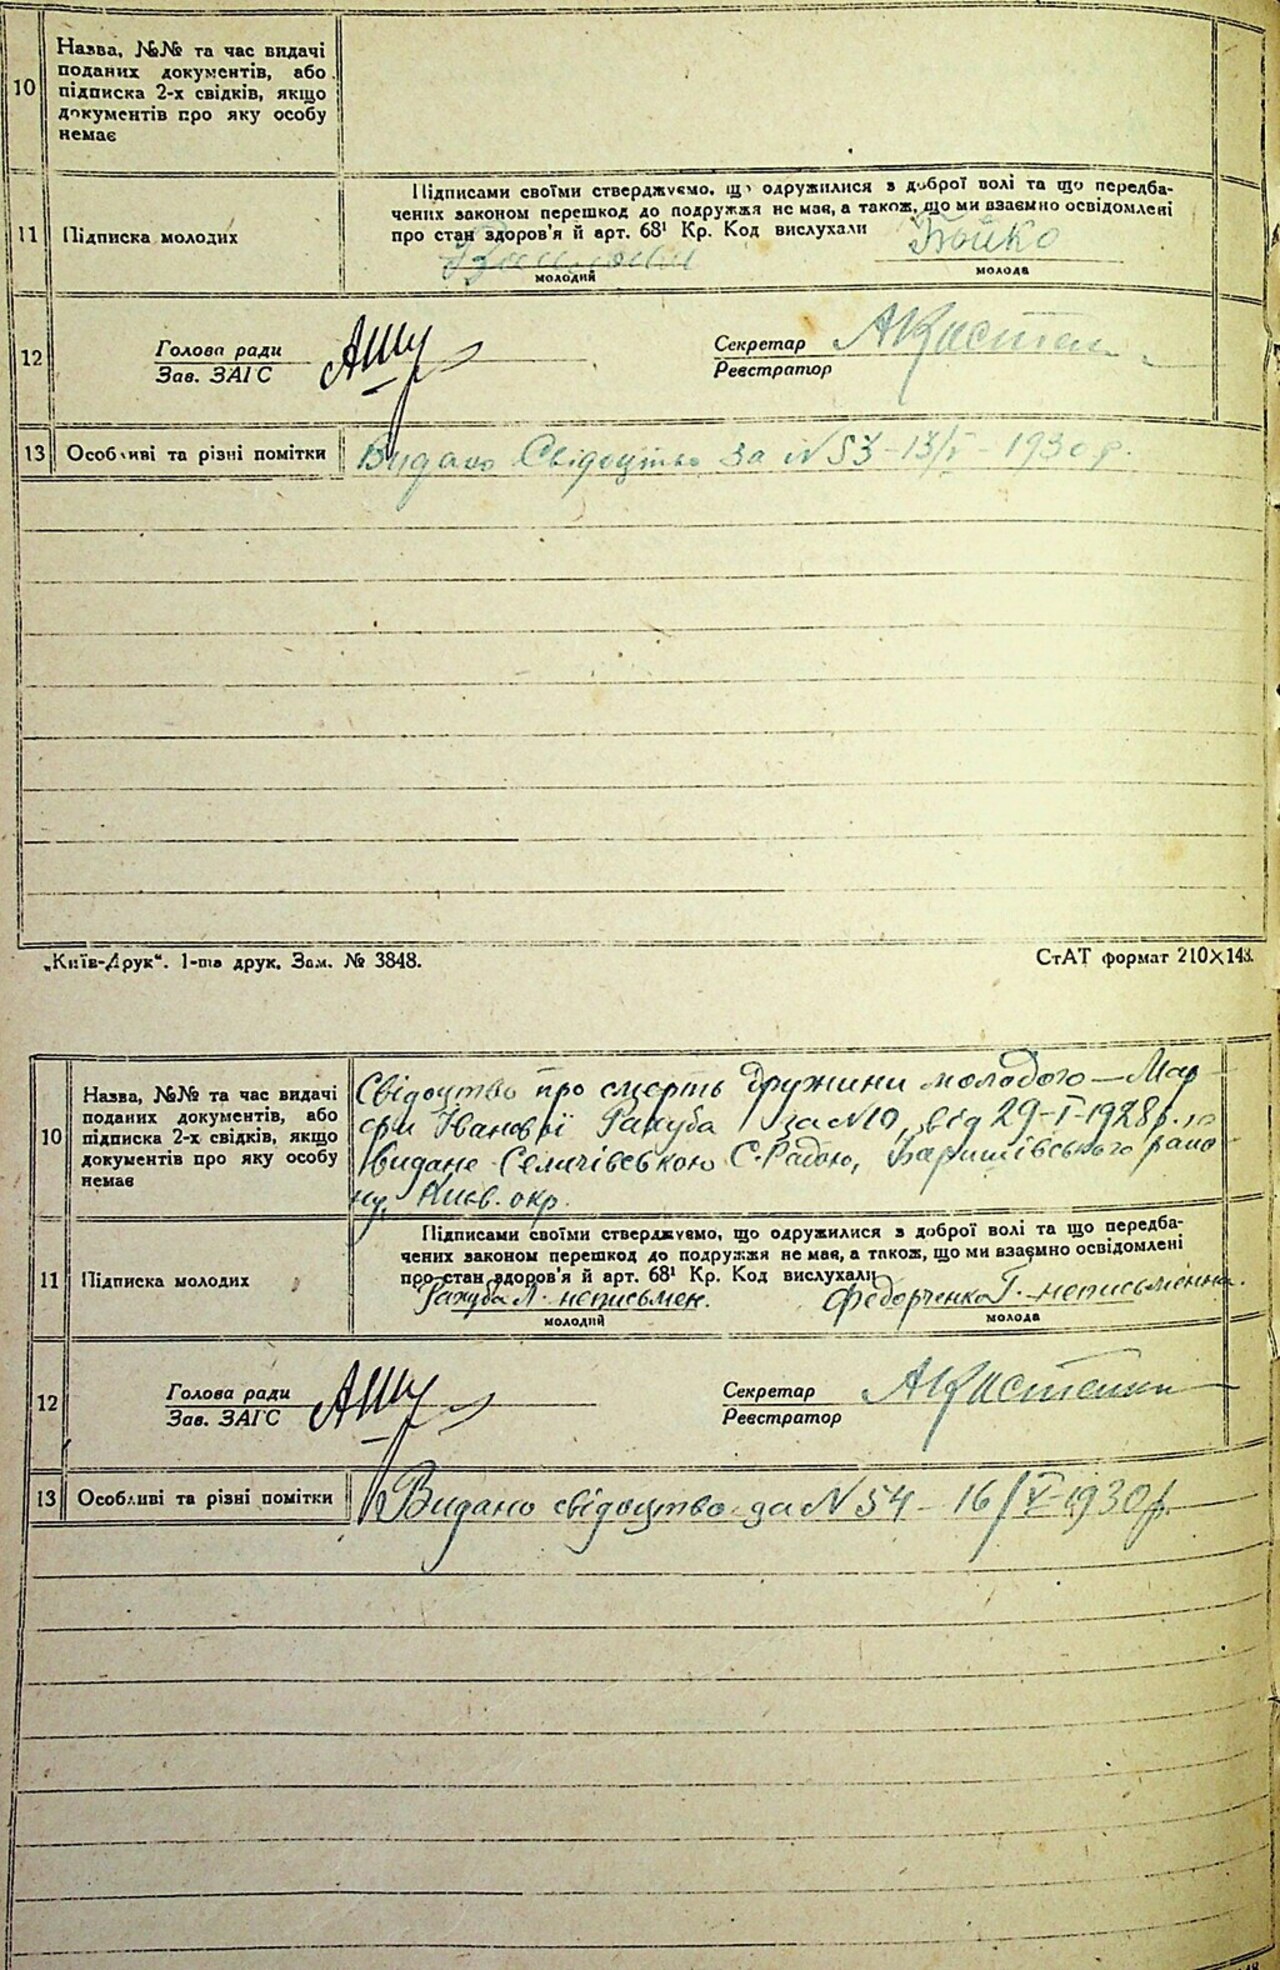 10
Назва, №№ та час видачі
поданих документів, або
підписка 2-х свідків, якщо
документів про яку особу
немає
11
Підписка молодих
Підписами своїми стверджуємо, що одружилися з доброї волі та що передба-
чених законом перешкод до подружжя не має, а також, що ми взаємно освідомлені
про стан здоров'я й арт. 68¹ Кр. Код вислухали
Бойко
молодий
молода
12
Голова ради
Зав. ЗАГС
АШу
Секретар
Реєстратор
13
Особливі та різні помітки
Видано Свідоцтво за N 53 - 13/V - 1930 р.
„Київ-Друк". 1-ша друк. Зам. № 3848.
СтАТ формат 210×148.
10
Назва, №№ та час видачі
поданих документів, або
підписка 2-х свідків, якщо
документів про яку особу
немає
Свідоцтво про смерть дружини молодого — Мар
Іванової за N 10, від 29-I-1928 р.
видане Селичівською С-Радою, Баришівського райо
ну, Київ. окр.
11
Підписка молодих
Підписами своїми стверджуємо, що одружилися з доброї волі та що передба-
чених законом перешкод до подружжя не має, а також, що ми взаємно освідомлені
про стан здоров'я й арт. 68¹ Кр. Код вислухали
неписьмен.
Федорченко Г. неписьменна.
молодий
молода
12
Голова ради
Зав. ЗАГС
АШу
Секретар
Реєстратор
13
Особливі та різні помітки
Видано свідоцтво за N 54 - 16/V-1930 р.